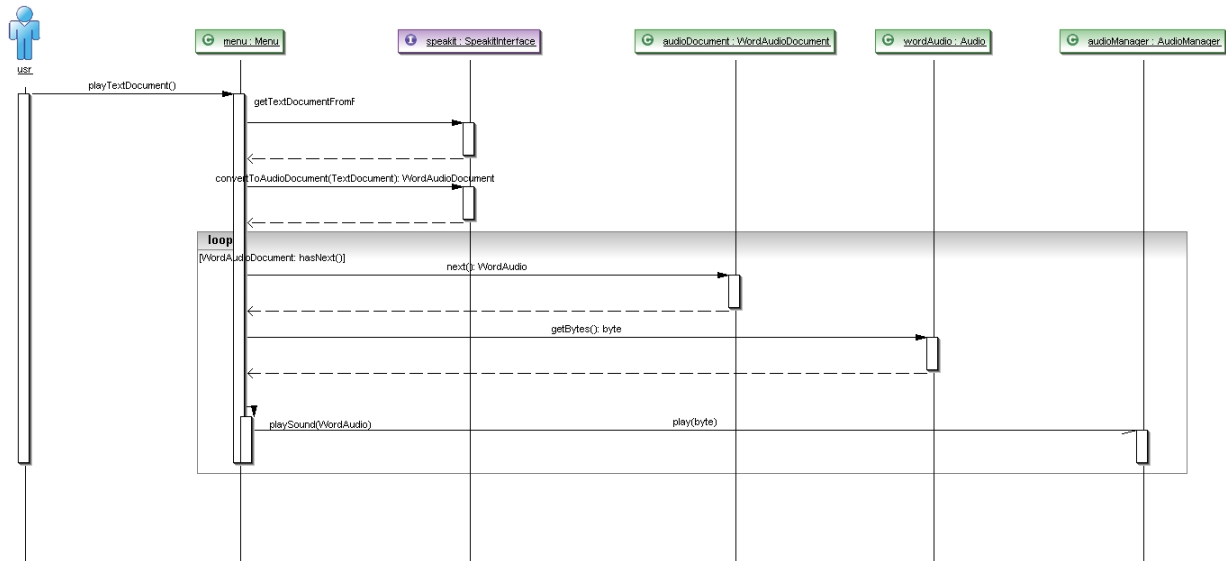 usr
C menu : Menu
I speakit : SpeakitInterface
C audioDocument : WordAudioDocument
C wordAudio : Audio
C audioManager : AudioManager
playTextDocument()
getTextDocumentFromF
convertToAudioDocument(TextDocument): WordAudioDocument
loop
[WordAudioDocument: hasNext()]
next(): WordAudio
getBytes(): byte
playSound(WordAudio)
play(byte)